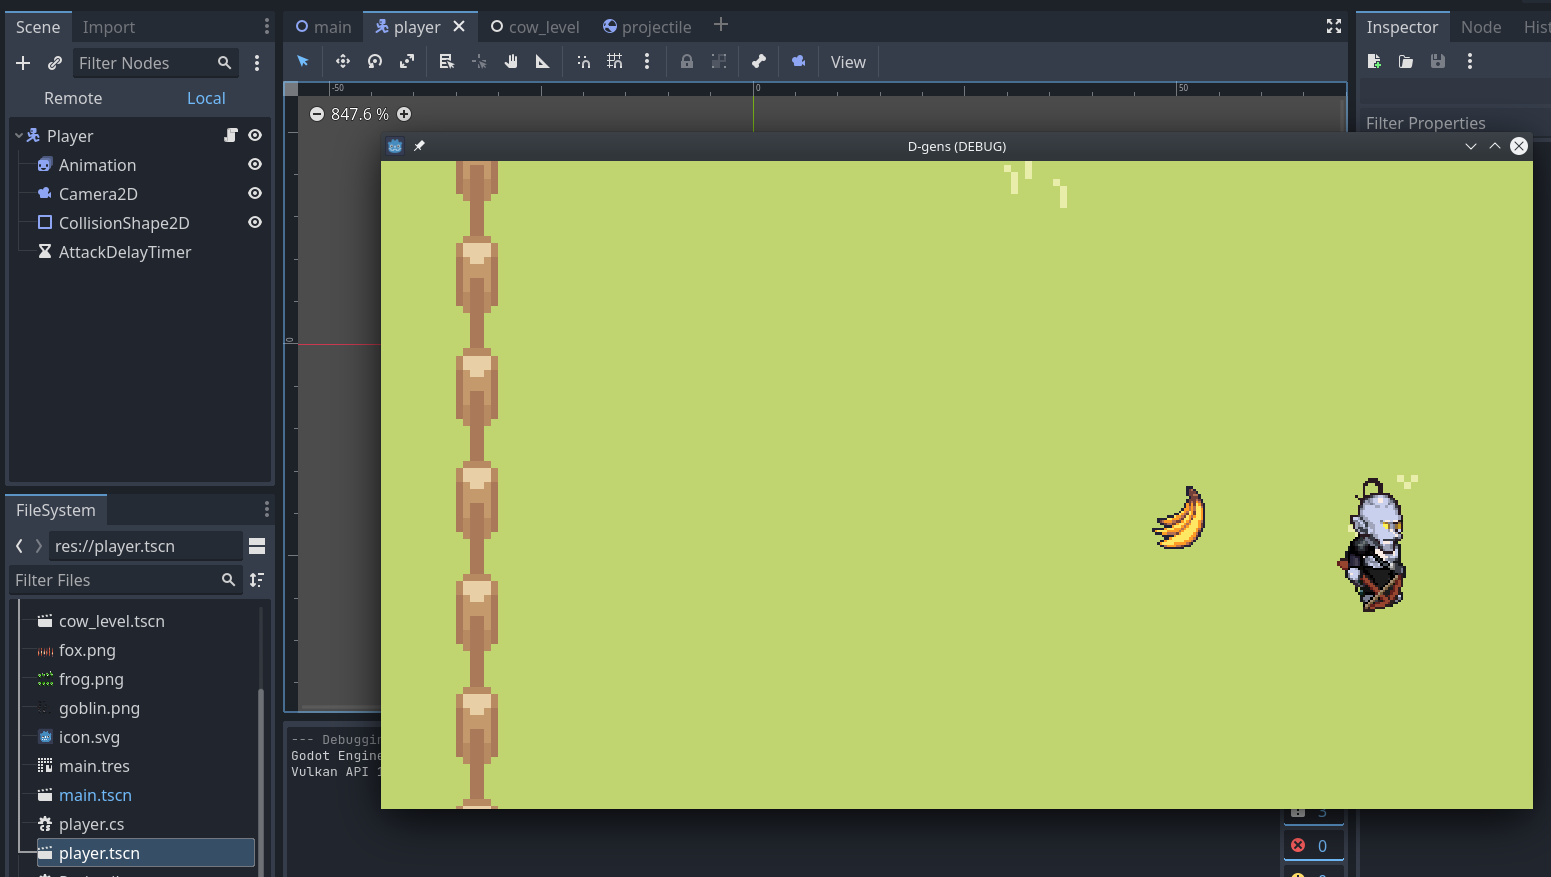 Scene
Import
main
player
cow_level
projectile
Inspector
Node
Filter Nodes
View
Remote
Local
-50
0
50
847.6 %
Filter Properties
Player
D-gens (DEBUG)
Animation
Camera2D
CollisionShape2D
AttackDelayTimer
0
FileSystem
res://player.tscn
Filter Files
cow_level.tscn
fox.png
frog.png
goblin.png
icon.svg
main.tres
main.tscn
player.cs
player.tscn
--- Debuggin
Godot Engine
Vulkan API 1
3
0